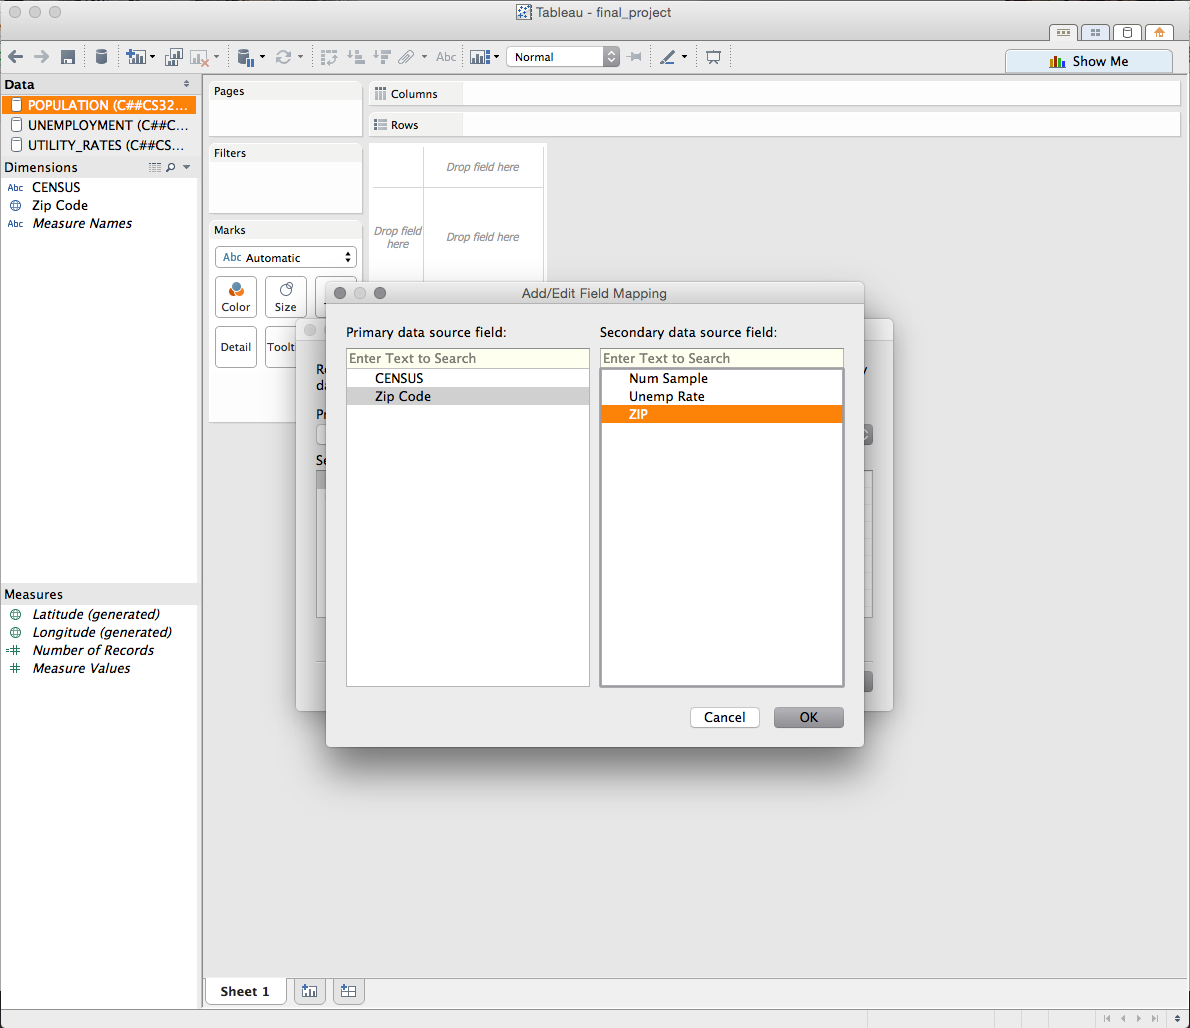 Tableau - final_project
Abc
Normal
Show Me
Data
POPULATION (C##CS32...
UNEMPLOYMENT (C##C...
UTILITY_RATES (C##CS...
Dimensions
Abc CENSUS
Zip Code
Abc Measure Names
Measures
Latitude (generated)
Longitude (generated)
Number of Records
Measure Values
Pages
Filters
Marks
Abc Automatic
Color Size
Detail Toolt
Columns
Rows
Drop field here
Drop field
here
Drop field here
Add/Edit Field Mapping
Primary data source field:
Enter Text to Search
CENSUS
Zip Code
Secondary data source field:
Enter Text to Search
Num Sample
Unemp Rate
ZIP
Cancel OK
Sheet 1